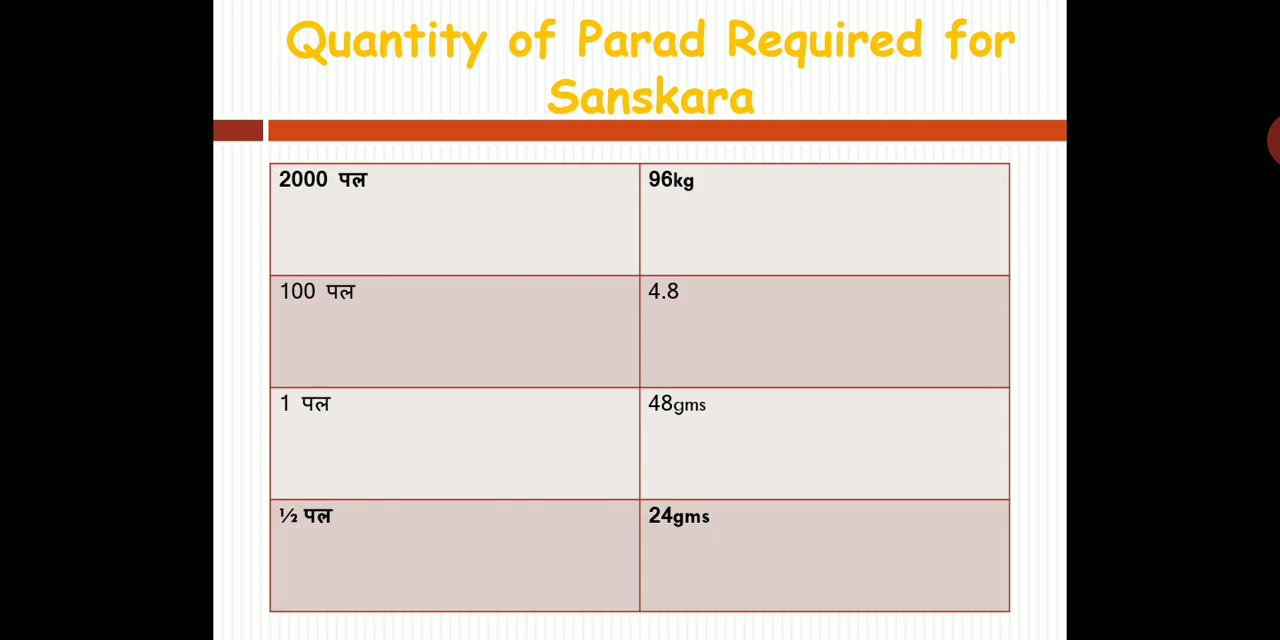 Quantity of Parad Required for
Sanskara
2000 पल 96kg
100 पल 4.8
1 पल 48gms
½ पल 24gms